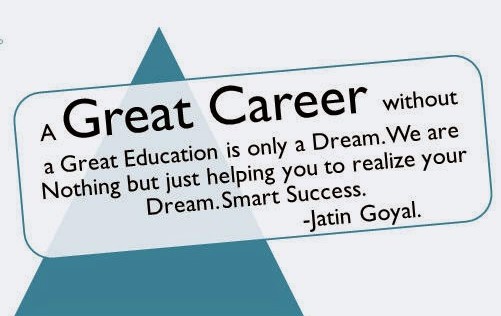 A Great Career without
a Great Education is only a Dream.We are
Nothing but just helping you to realize your
Dream.Smart Success.
-Jatin Goyal.